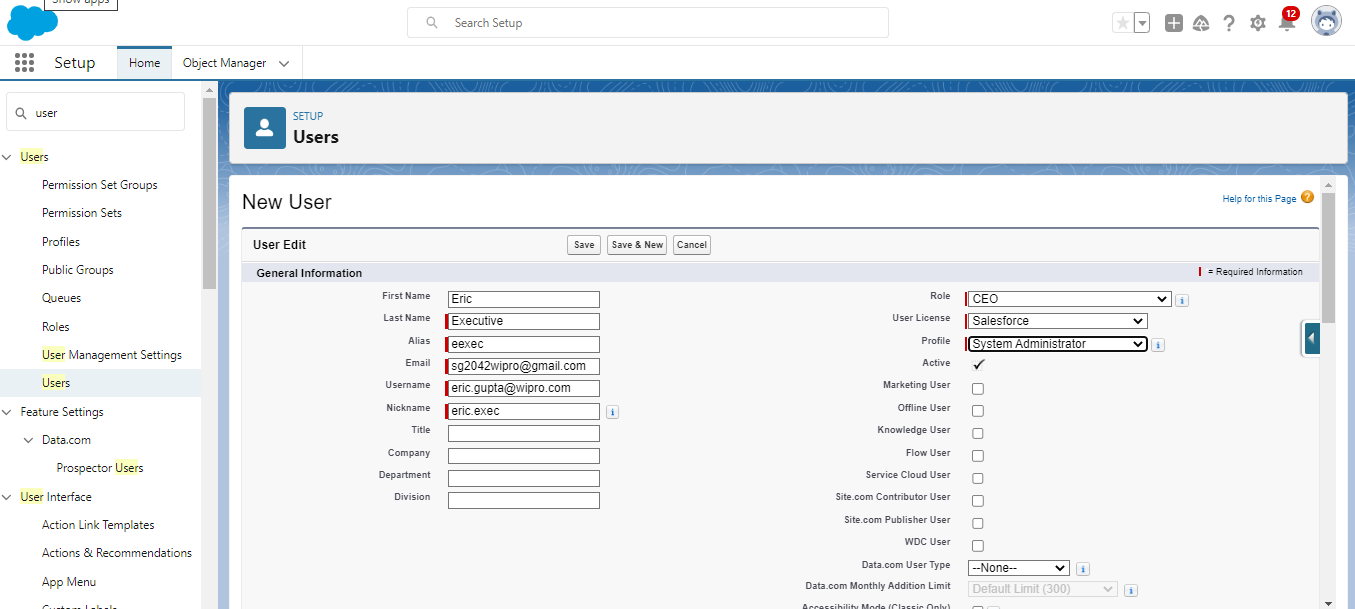 Show apps
Search Setup
12
Setup
Home
Object Manager
user
Users
Permission Set Groups
Permission Sets
Profiles
Public Groups
Queues
Roles
User Management Settings
Users
Feature Settings
Data.com
Prospector Users
User Interface
Action Link Templates
Actions & Recommendations
App Menu
Custom Labels
SETUP
Users
New User
Help for this Page ?
User Edit
Save
Save & New
Cancel
General Information
= Required Information
First Name Eric
Last Name Executive
Alias eexec
Email sg2042wipro@gmail.com
Username eric.gupta@wipro.com
Nickname eric.exec i
Title
Company
Department
Division
Role CEO i
User License Salesforce
Profile System Administrator i
Active
Marketing User
Offline User
Knowledge User
Flow User
Service Cloud User
Site.com Contributor User
Site.com Publisher User
WDC User
Data.com User Type --None-- i
Data.com Monthly Addition Limit Default Limit (300) i
Accessibility Mode (Classic Only)